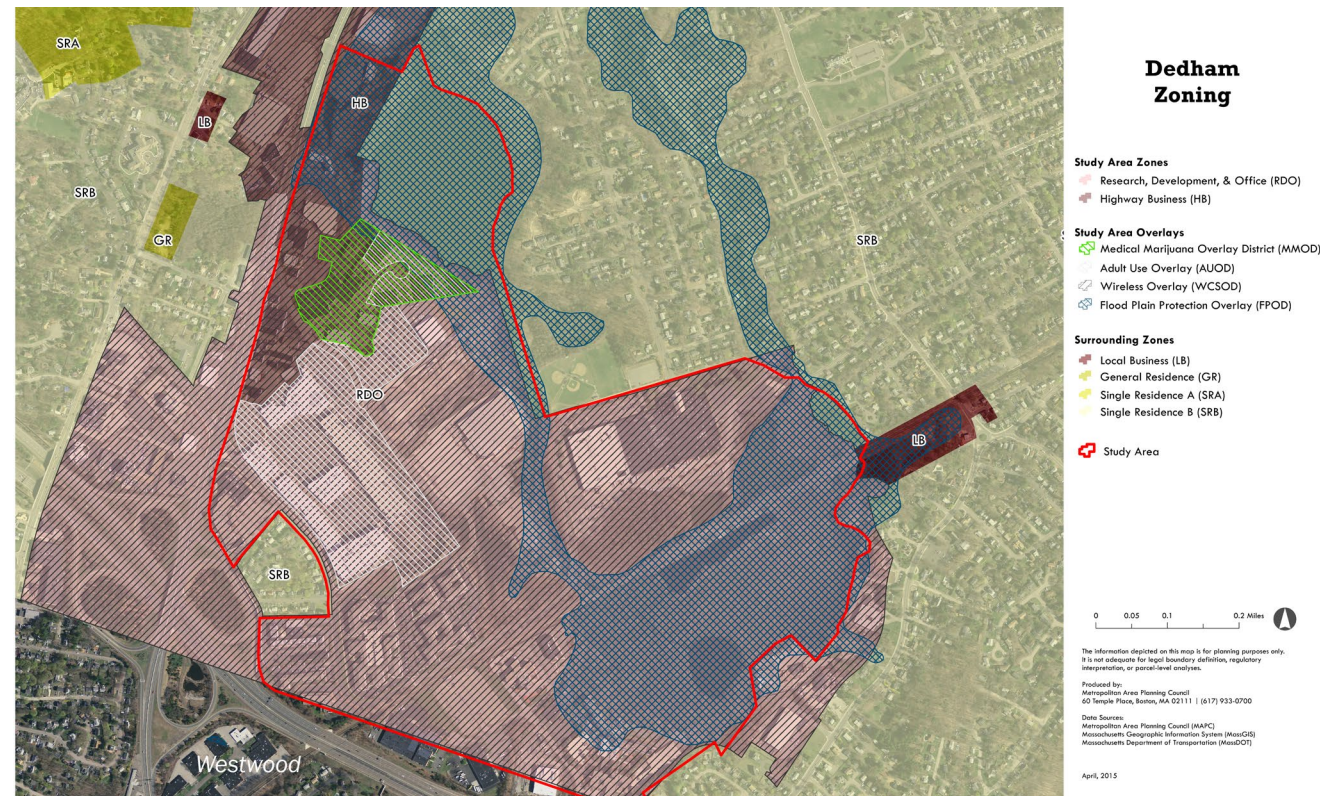 SRA
HB
LB
SRB
GR
SRB
RDO
LB
SRB
Westwood
Dedham
Zoning
Study Area Zones
Research, Development, & Office (RDO)
Highway Business (HB)
Study Area Overlays
Medical Marijuana Overlay District (MMOD)
Adult Use Overlay (AUOD)
Wireless Overlay (WCSOD)
Flood Plain Protection Overlay (FPOD)
Surrounding Zones
Local Business (LB)
General Residence (GR)
Single Residence A (SRA)
Single Residence B (SRB)
Study Area
0 0.05 0.1 0.2 Miles
The information depicted on this map is for planning purposes only.
It is not adequate for legal boundary definition, regulatory
interpretation, or parcel-level analyses.
Produced by:
Metropolitan Area Planning Council
60 Temple Place, Boston, MA 02111 | (617) 933-0700
Data Sources:
Metropolitan Area Planning Council (MAPC)
Massachusetts Geographic Information System (MassGIS)
Massachusetts Department of Transportation (MassDOT)
April, 2015